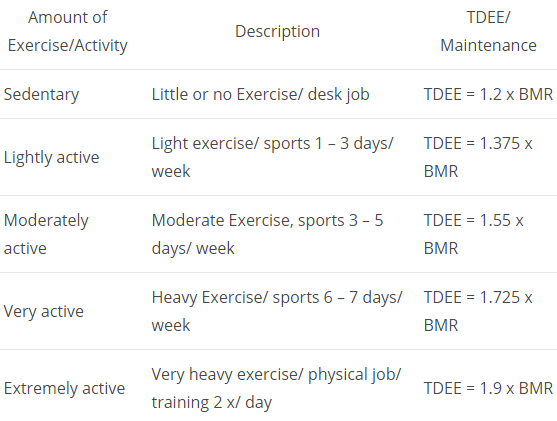 Amount of
Exercise/Activity
Description
TDEE/
Maintenance
Sedentary
Little or no Exercise/ desk job
TDEE = 1.2 x BMR
Lightly active
Light exercise/ sports 1 – 3 days/
week
TDEE = 1.375 x
BMR
Moderately
active
Moderate Exercise, sports 3 – 5
days/ week
TDEE = 1.55 x
BMR
Very active
Heavy Exercise/ sports 6 – 7 days/
week
TDEE = 1.725 x
BMR
Extremely active
Very heavy exercise/ physical job/
training 2 x/ day
TDEE = 1.9 x BMR